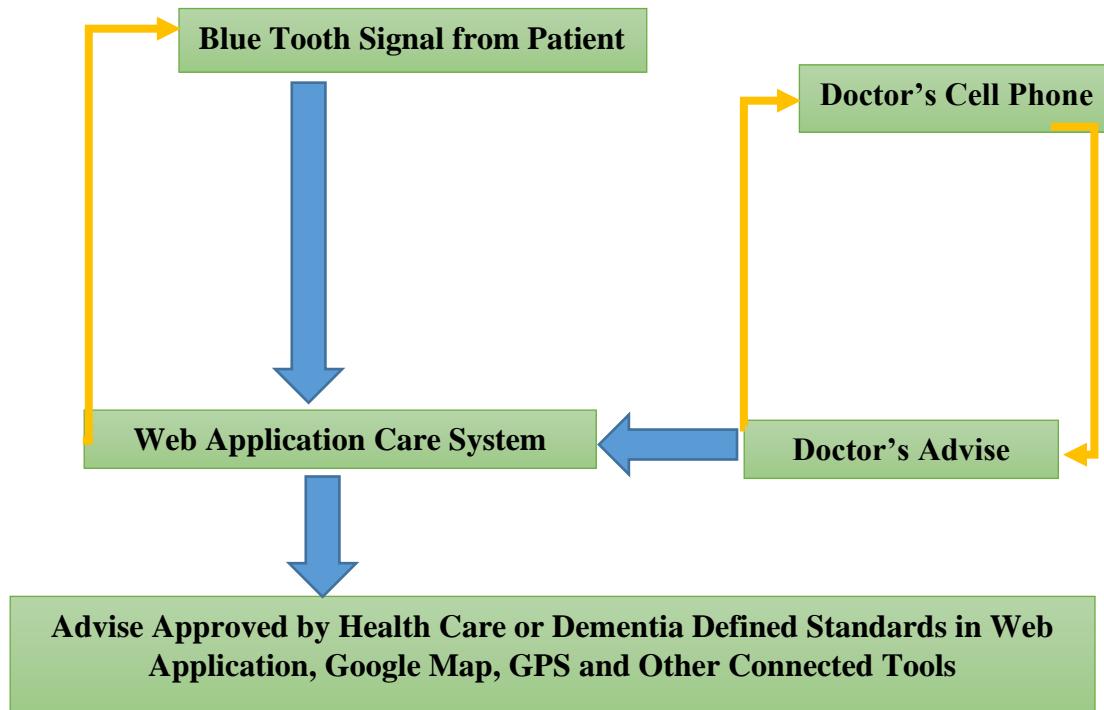 Blue Tooth Signal from Patient
Doctor’s Cell Phone
Web Application Care System
Doctor’s Advise
Advise Approved by Health Care or Dementia Defined Standards in Web
Application, Google Map, GPS and Other Connected Tools